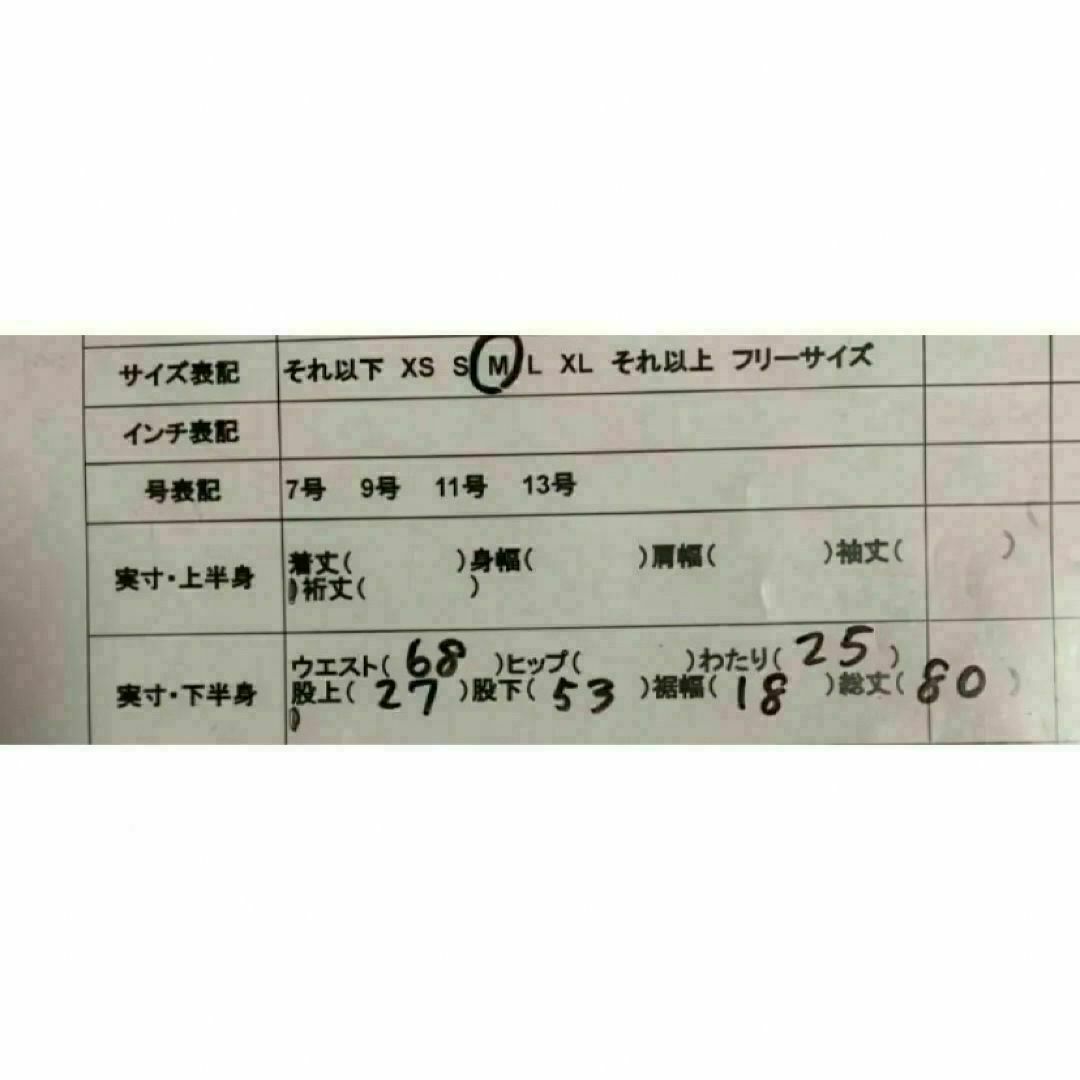 サイズ表記 それ以下 XS S M L XL それ以上 フリーサイズ
インチ表記
号表記 7号 9号 11号 13号
実寸・上半身 着丈( )身幅( )肩幅( )袖丈( )
)裄丈( )
実寸・下半身 ウエスト( 68 )ヒップ( )わたり( 25 )
股上( 27 )股下( 53 )裾幅( 18 )総丈( 80 )
)